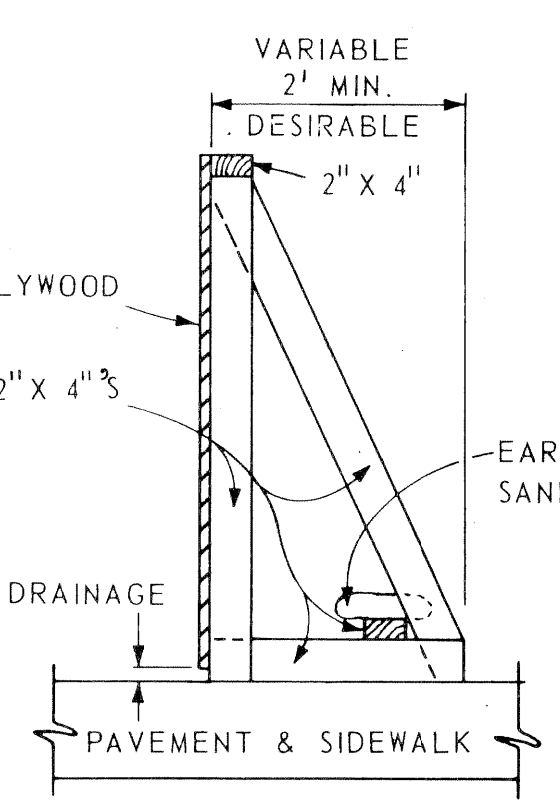 VARIABLE
2' MIN.
DESIRABLE
2" X 4"
LYWOOD
2" X 4"'S
EAR
SAN
DRAINAGE
PAVEMENT & SIDEWALK